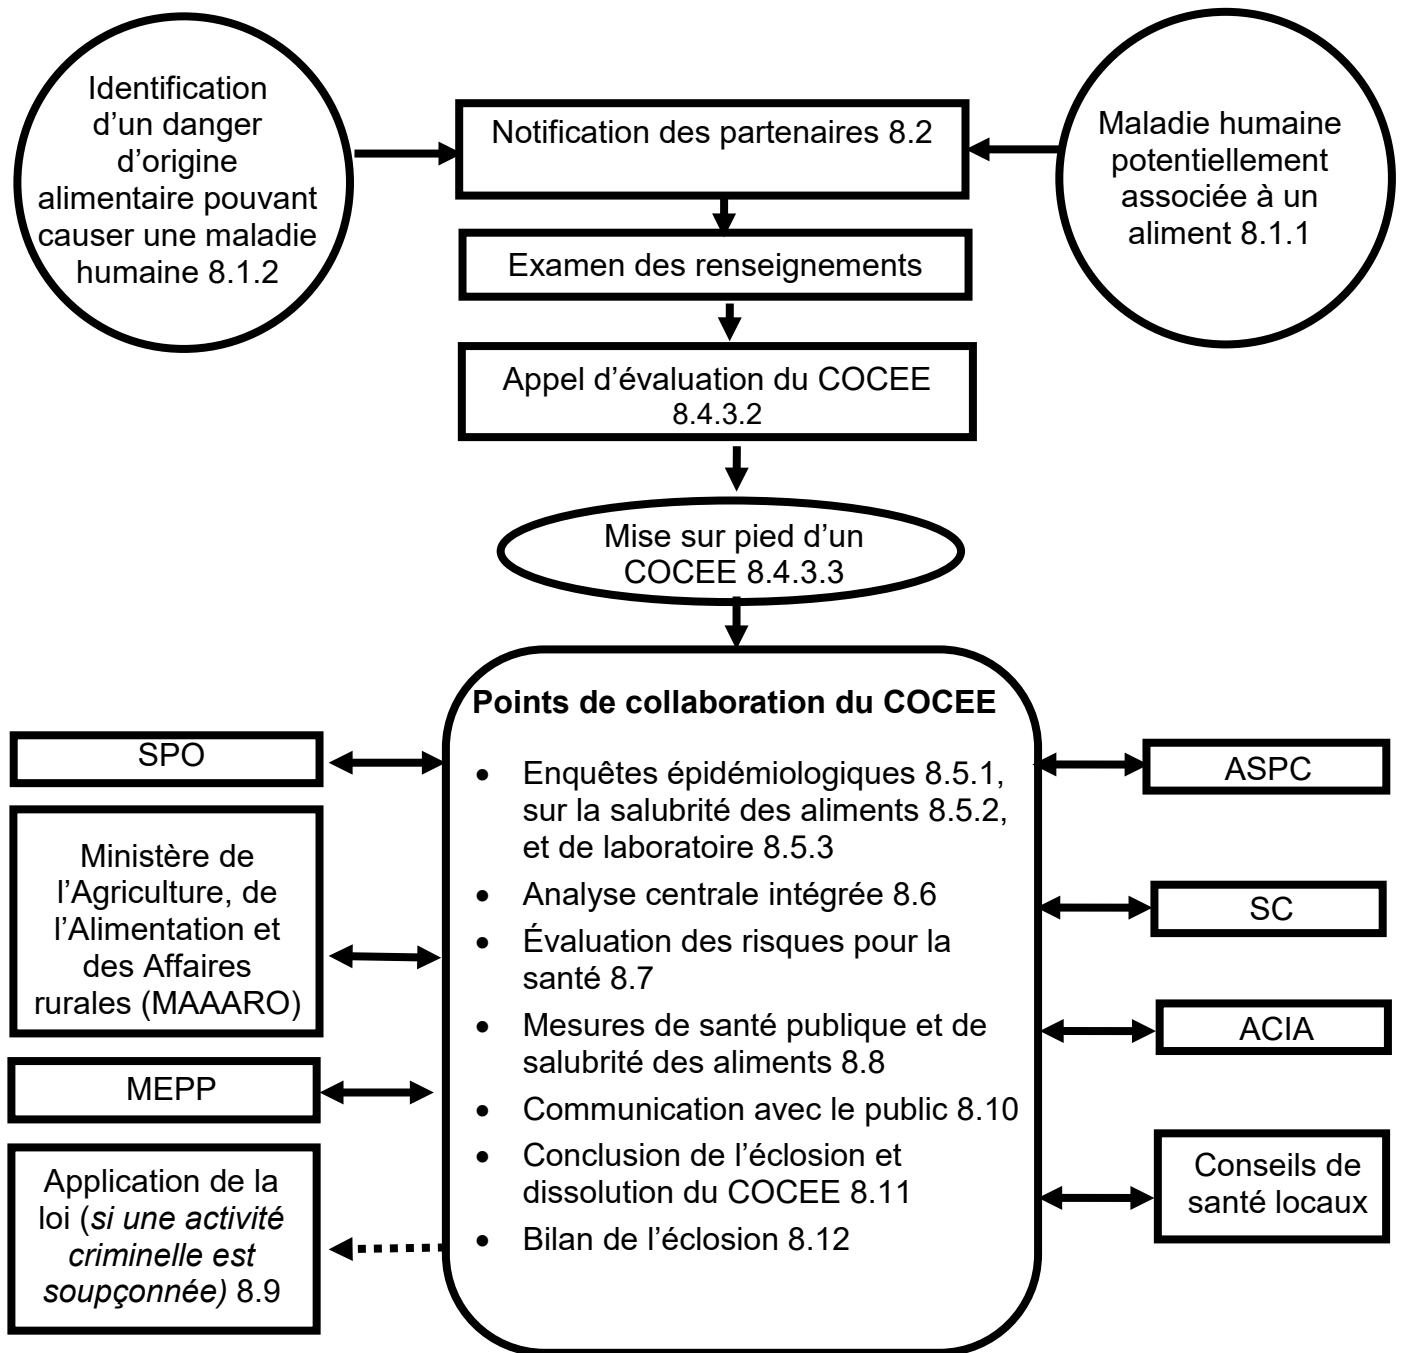 Identification
d’un danger
d’origine
alimentaire pouvant
causer une maladie
humaine 8.1.2
Notification des partenaires 8.2
Maladie humaine
potentiellement
associée à un
aliment 8.1.1
Examen des renseignements
Appel d’évaluation du COCEE
8.4.3.2
Mise sur pied d’un
COCEE 8.4.3.3
Points de collaboration du COCEE
• Enquêtes épidémiologiques 8.5.1,
sur la salubrité des aliments 8.5.2,
et de laboratoire 8.5.3
• Analyse centrale intégrée 8.6
• Évaluation des risques pour la
santé 8.7
• Mesures de santé publique et de
salubrité des aliments 8.8
• Communication avec le public 8.10
• Conclusion de l’éclosion et
dissolution du COCEE 8.11
• Bilan de l’éclosion 8.12
SPO
Ministère de
l’Agriculture, de
l’Alimentation et
des Affaires
rurales (MAAARO)
MEPP
Application de la
loi (si une activité
criminelle est
soupçonnée) 8.9
ASPC
SC
ACIA
Conseils de
santé locaux